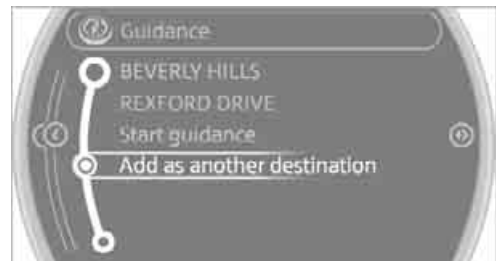 Guidance
BEVERLY HILLS
REXFORD DRIVE
Start guidance
Add as another destination